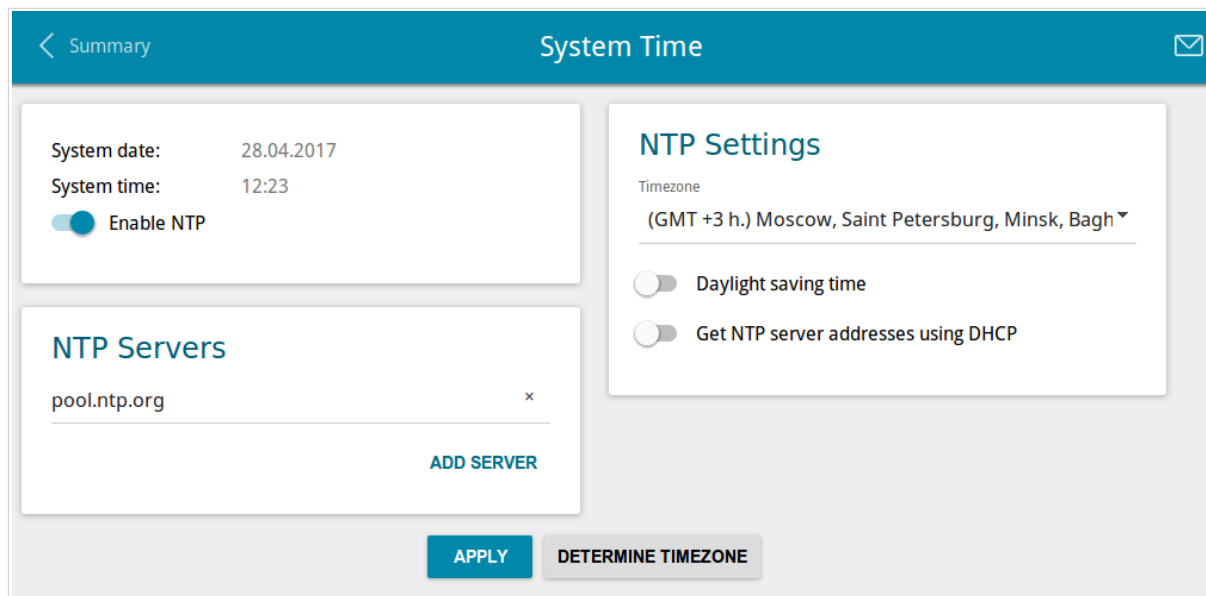 Summary
System Time
System date: 28.04.2017
System time: 12:23
Enable NTP
NTP Servers
pool.ntp.org ×
ADD SERVER
NTP Settings
Timezone
(GMT +3 h.) Moscow, Saint Petersburg, Minsk, Bagh
Daylight saving time
Get NTP server addresses using DHCP
APPLY
DETERMINE TIMEZONE